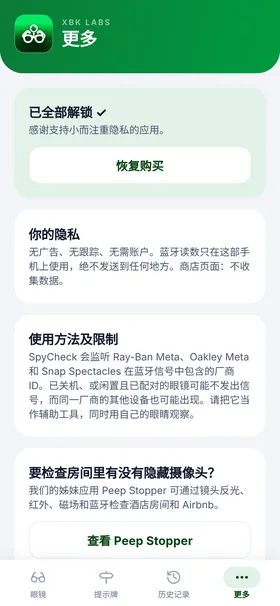 XBK LABS
更多
已全部解锁 ✓
感谢支持小而注重隐私的应用。
恢复购买
你的隐私
无广告、无跟踪、无需账户。蓝牙读数只在这部手
机上使用，绝不发送到任何地方。商店页面：不收
集数据。
使用方法及限制
SpyCheck 会监听 Ray-Ban Meta、Oakley Meta
和 Snap Spectacles 在蓝牙信号中包含的厂商
ID。已关机、或闲置且已配对的眼镜可能不发出信
号，而同一厂商的其他设备也可能出现。请把它当
作辅助工具，同时用自己的眼睛观察。
要检查房间里有没有隐藏摄像头？
我们的姊妹应用 Peep Stopper 可通过镜头反光、
红外、磁场和蓝牙检查酒店房间和 Airbnb。
查看 Peep Stopper
眼镜
提示牌
历史记录
更多